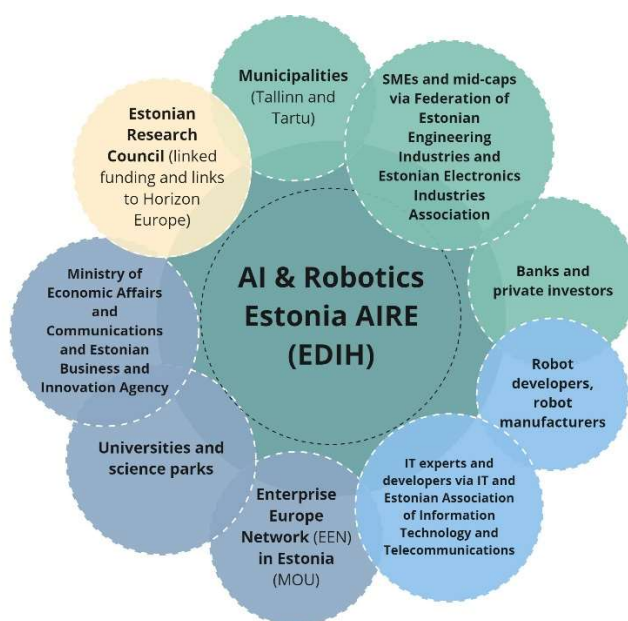 Municipalities
(Tallinn and
Tartu)
SMEs and mid-caps
via Federation of
Estonian
Engineering
Industries and
Estonian Electronics
Industries
Association
Estonian
Research
Council (linked
funding and links
to Horizon
Europe)
AI & Robotics
Estonia AIRE
(EDIH)
Banks and
private investors
Ministry of
Economic Affairs
and
Communications
and Estonian
Business and
Innovation Agency
Robot
developers,
robot
manufacturers
Universities and
science parks
IT experts and
developers via IT and
Estonian Association
of Information
Technology and
Telecommunications
Enterprise
Europe
Network (EEN)
in Estonia
(MOU)